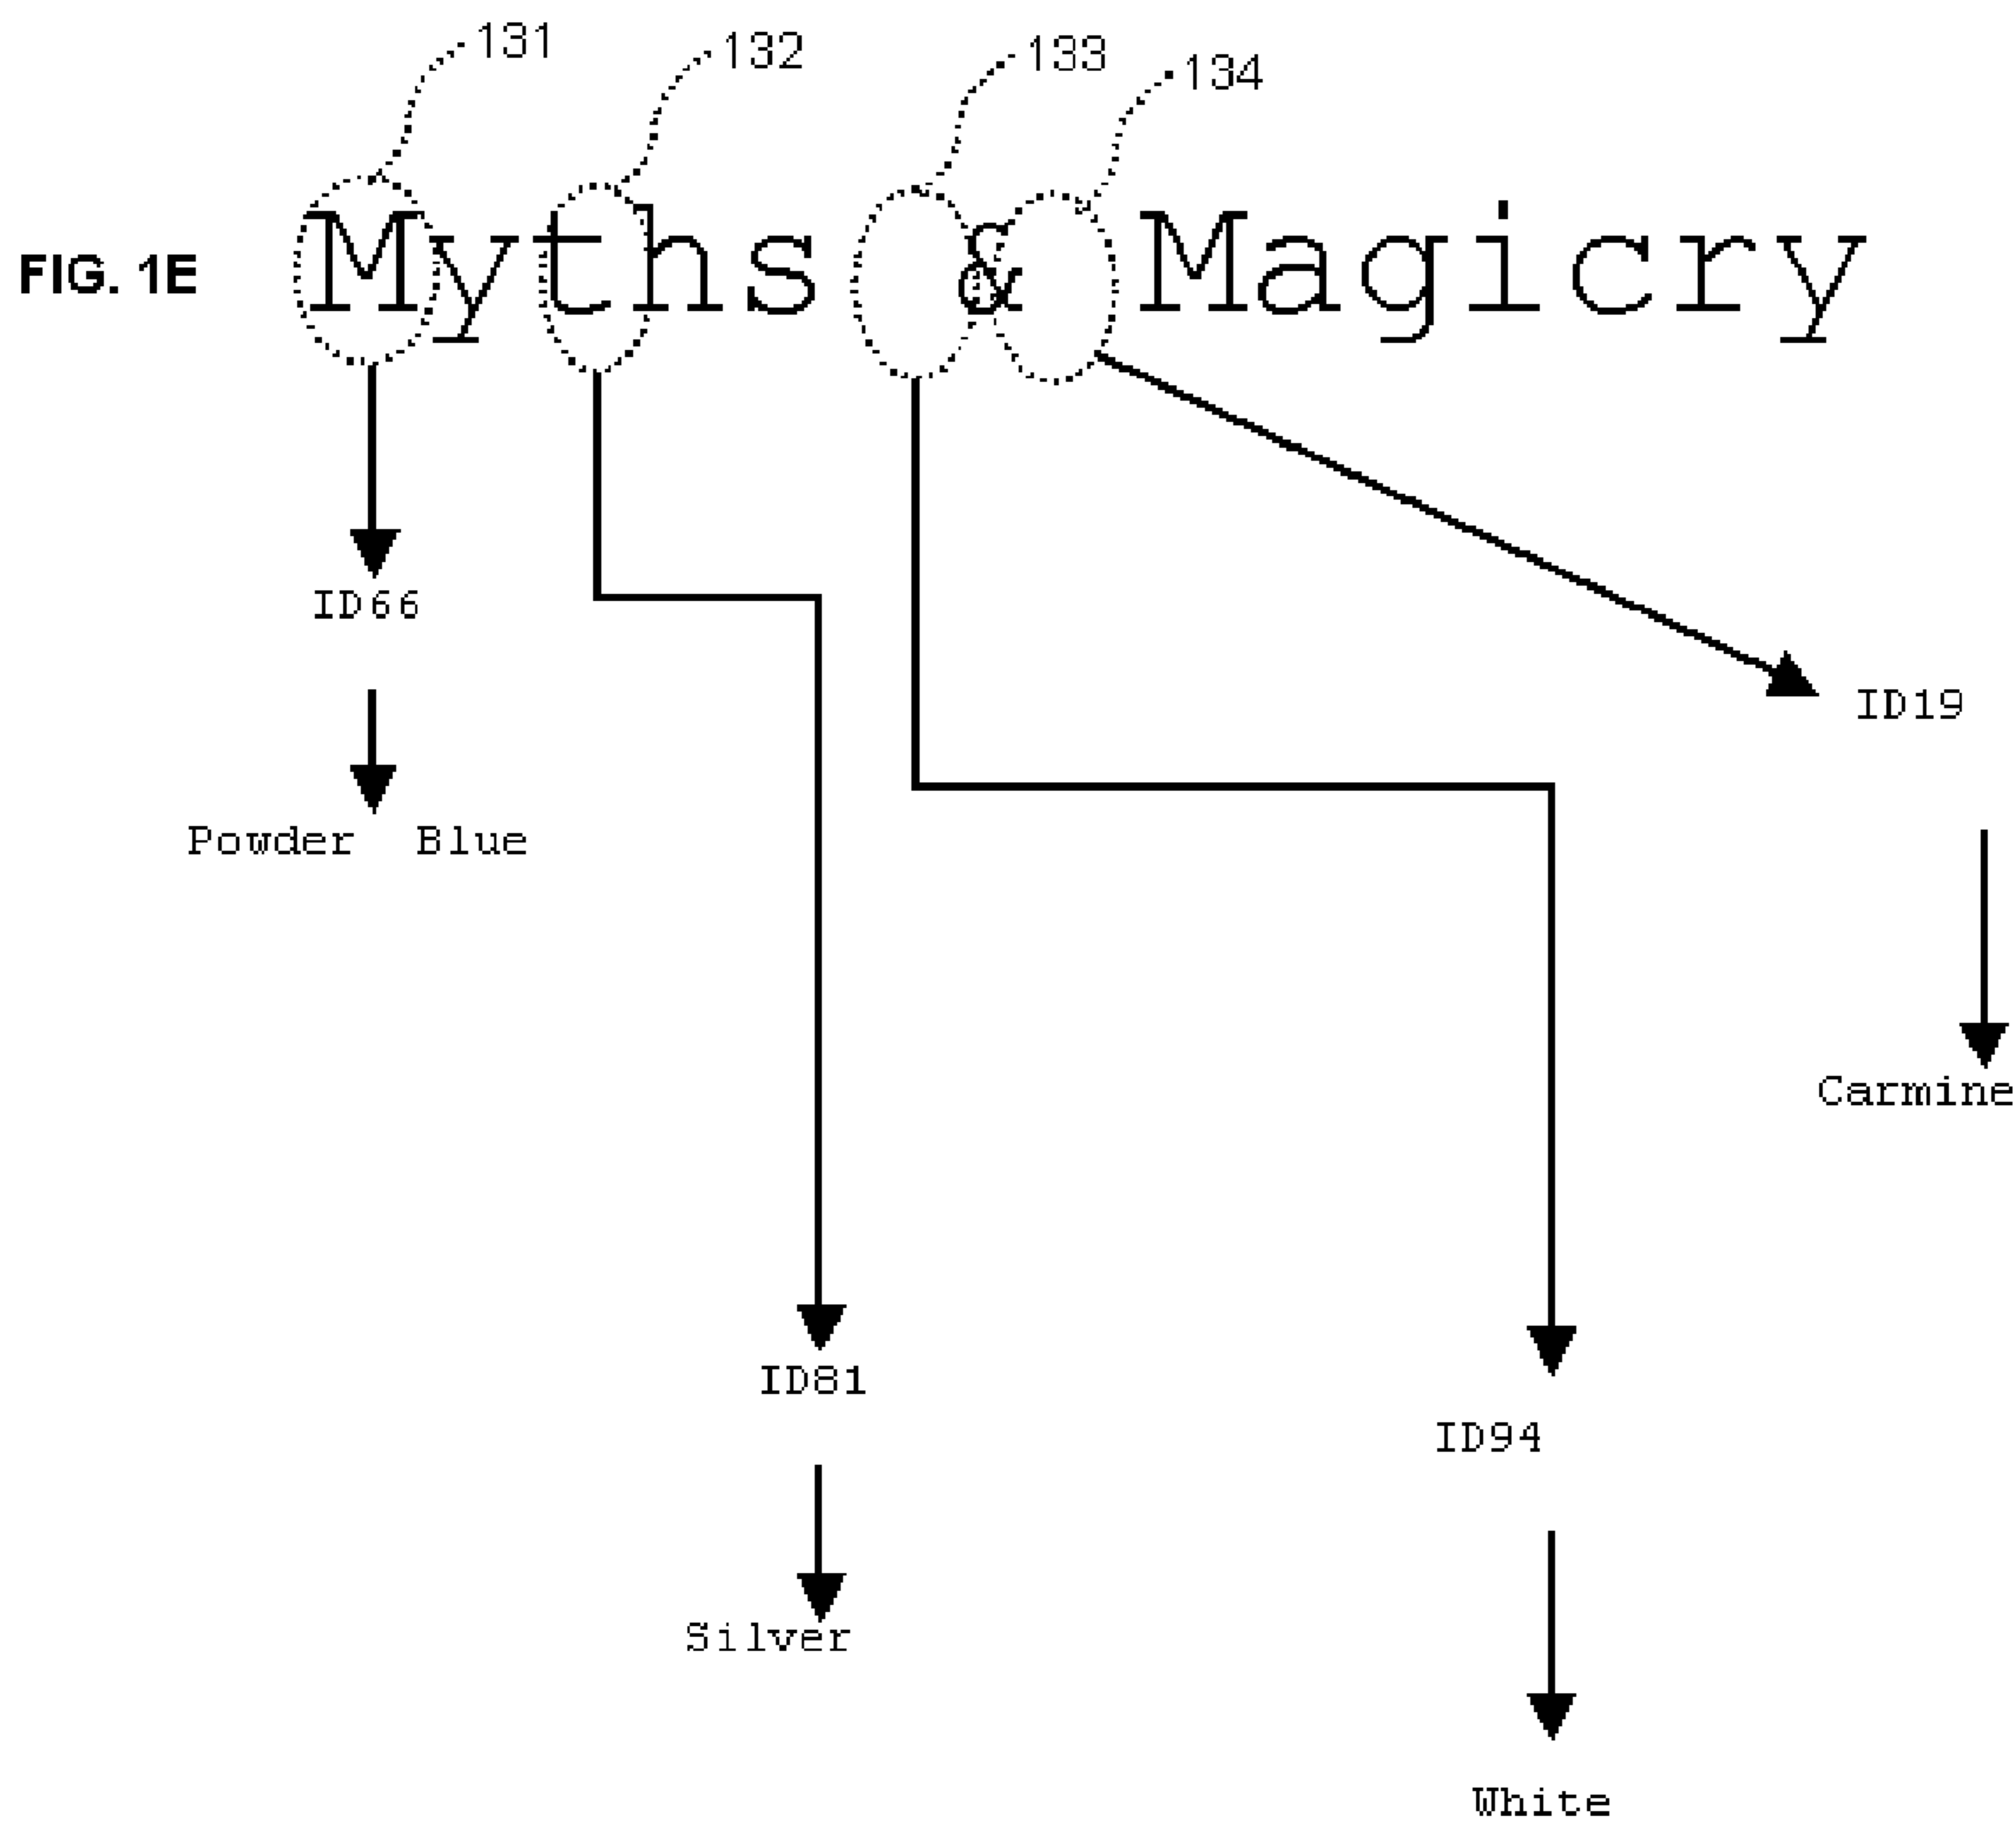 131 132 133 134
FIG. 1E Myths & Magicry
ID66
ID19
Powder Blue
Carmine
ID81
ID94
Silver
White